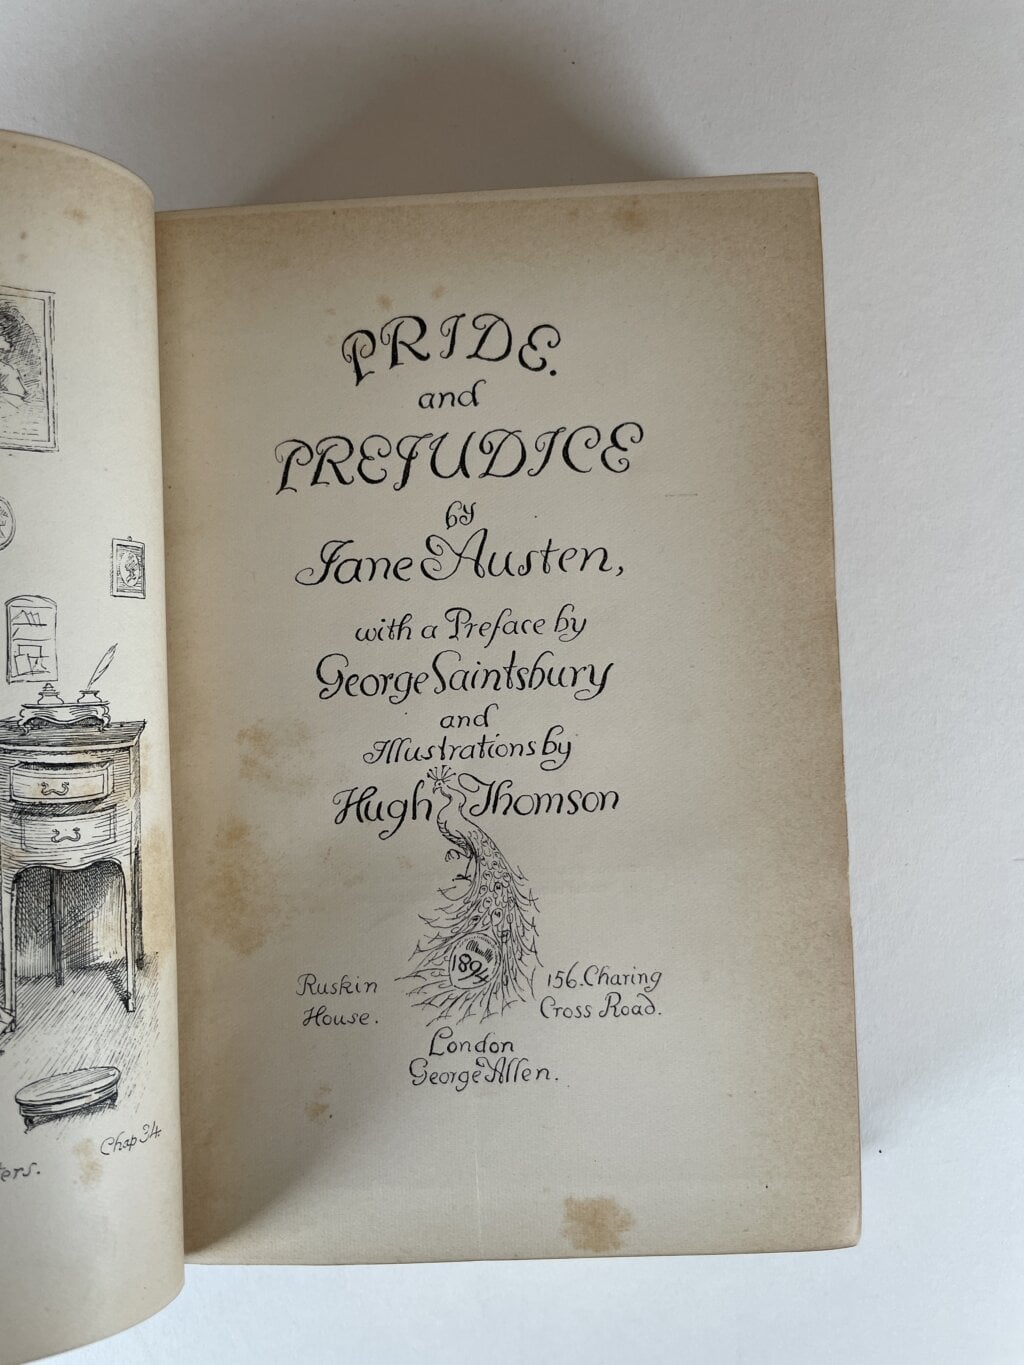 PRIDE.
and
PREJUDICE
by
Jane Austen,
with a Preface by
George Saintsbury
and
Illustrations by
Hugh Thomson
1894
Ruskin House.
156. Charing Cross Road.
London
George Allen.
Chap 34.